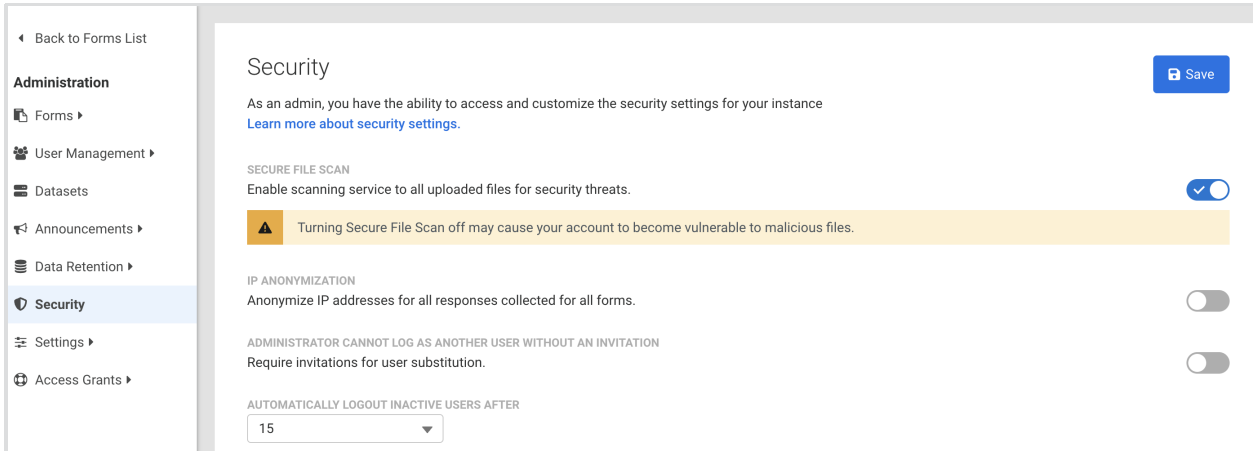 Back to Forms List
Administration
Forms
User Management
Datasets
Announcements
Data Retention
Security
Settings
Access Grants
Security
Save
As an admin, you have the ability to access and customize the security settings for your instance
Learn more about security settings.
SECURE FILE SCAN
Enable scanning service to all uploaded files for security threats.
Turning Secure File Scan off may cause your account to become vulnerable to malicious files.
IP ANONYMIZATION
Anonymize IP addresses for all responses collected for all forms.
ADMINISTRATOR CANNOT LOG AS ANOTHER USER WITHOUT AN INVITATION
Require invitations for user substitution.
AUTOMATICALLY LOGOUT INACTIVE USERS AFTER
15